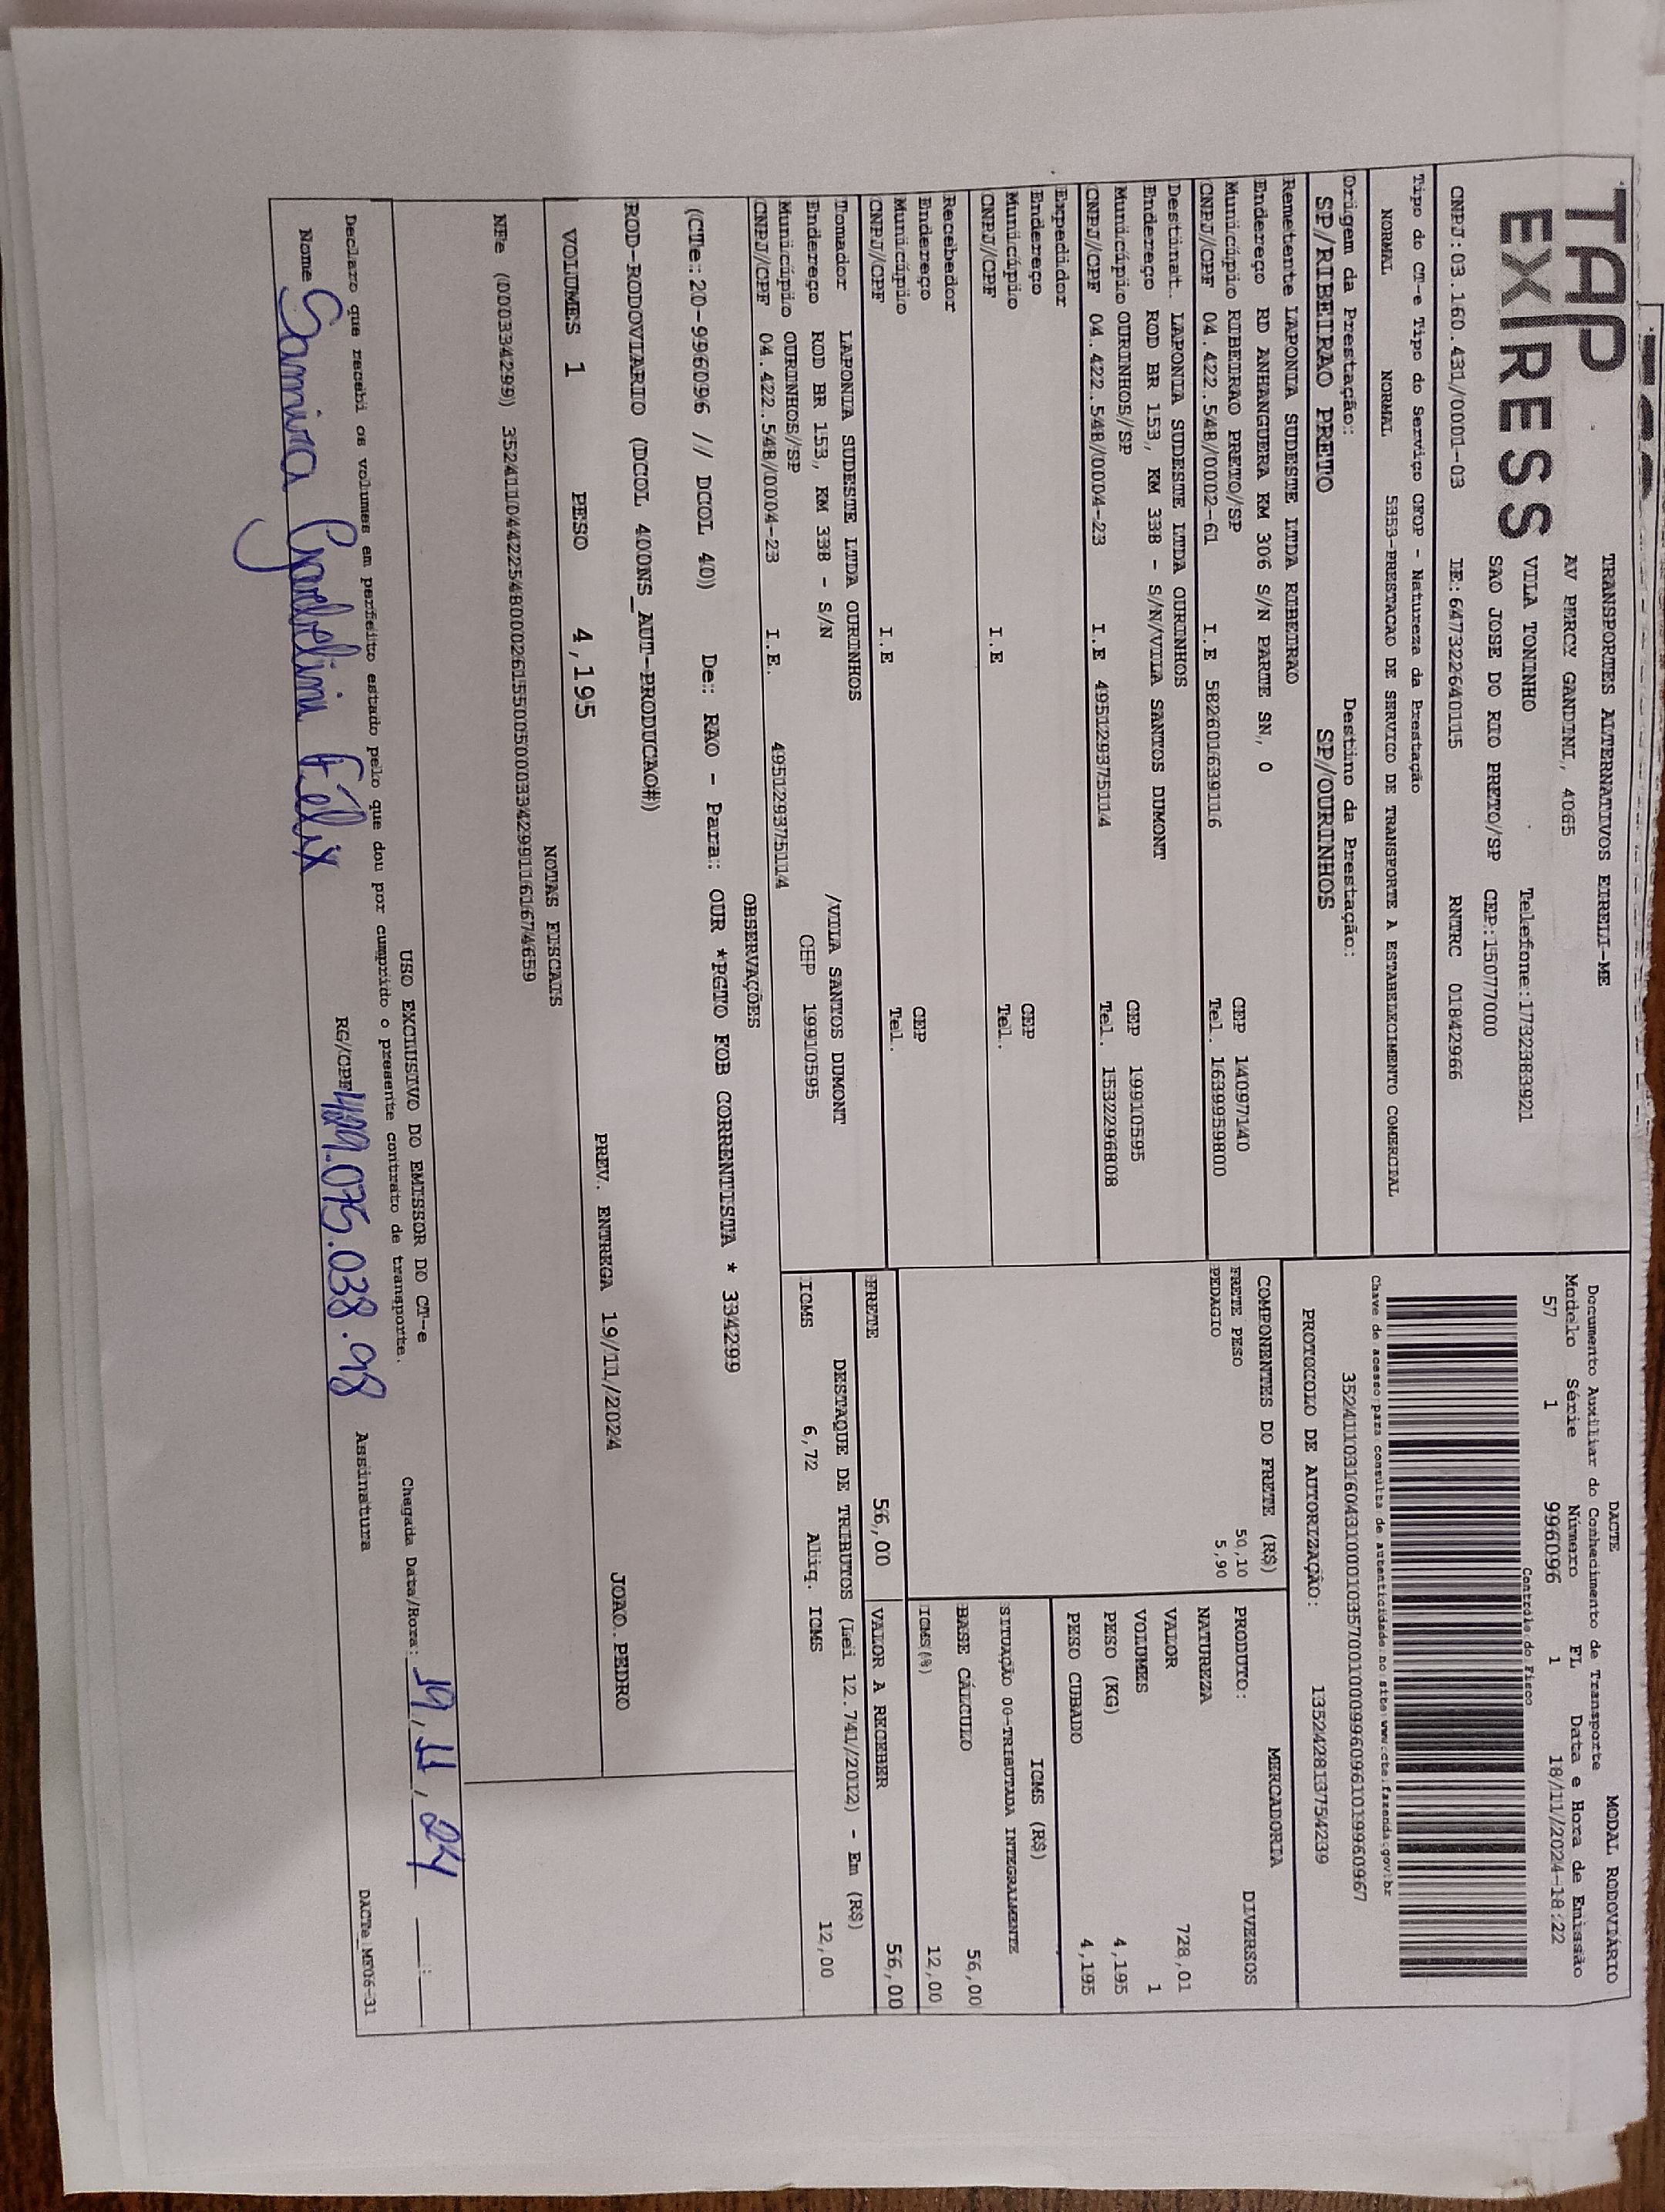 TAP
EXPRESS
TRANSPORTES ALTERNATIVOS EIRELI-ME
AV PERCY GANDINI, 4065
VILA TONINHO Telefone:1732383921
SAO JOSE DO RIO PRETO/SP CEP:15077000
CNPJ:03.160.431/0001-03 IE:647322640115 RNTRC 01842966
DACTE MODAL RODOVIÁRIO
Documento Auxiliar do Conhecimento de Transporte
Modelo Série Número FL Data e Hora de Emissão
57 1 996096 1 18/11/2024-18:22
Controle do Fisco
Chave de acesso para consulta de autenticidade no site www.cte.fazenda.gov.br
35241103160431000103570010009960961019960967
PROTOCOLO DE AUTORIZAÇÃO: 135242813754239
Tipo do CT-e Tipo do Serviço CFOP - Natureza da Prestação
NORMAL NORMAL 5353-PRESTACAO DE SERVICO DE TRANSPORTE A ESTABELECIMENTO COMERCIAL
Origem da Prestação: Destino da Prestação:
SP/RIBEIRAO PRETO SP/OURINHOS
Remetente LAPONIA SUDESTE LTDA RIBEIRAO
Endereço RD ANHANGUERA KM 306 S/N PARTE SN, 0 CEP 14097140
Município RIBEIRAO PRETO/SP Tel. 1639959800
CNPJ/CPF 04.422.548/0002-61 I.E 582601639116
Destinat. LAPONIA SUDESTE LTDA OURINHOS
Endereço ROD BR 153, KM 338 - S/N/VILA SANTOS DUMONT CEP 19910595
Município OURINHOS/SP Tel. 1532296808
CNPJ/CPF 04.422.548/0004-23 I.E 495129375114
Expedidor
Endereço CEP
Município Tel.
CNPJ/CPF I.E
Recebedor
Endereço CEP
Município Tel.
CNPJ/CPF I.E
Tomador LAPONIA SUDESTE LTDA OURINHOS
Endereço ROD BR 153, KM 338 - S/N /VILA SANTOS DUMONT
Município OURINHOS/SP CEP 19910595
CNPJ/CPF 04.422.548/0004-23 I.E. 495129375114
COMPONENTES DO FRETE (R$)
FRETE PESO 50,10
PEDAGIO 5,90
MERCADORIA
PRODUTO: DIVERSOS
NATUREZA
VALOR 728,01
VOLUMES 1
PESO (KG) 4,195
PESO CUBADO 4,195
ICMS (R$)
SITUAÇÃO 00-TRIBUTADA INTEGRALMENTE
BASE CÁLCULO 56,00
ICMS(%) 12,00
FRETE 56,00 VALOR A RECEBER 56,00
DESTAQUE DE TRIBUTOS (Lei 12.741/2012) - Em (R$)
ICMS 6,72 Aliq. ICMS 12,00
OBSERVAÇÕES
(CTe: 20-996096 // DCOL 40) De: RAO - Para: OUR *PGTO FOB CORRENTISTA * 334299
ROD-RODOVIARIO (DCOL 400NS_AUT-PRODUCAO#)
VOLUMES 1 PESO 4,195 PREV. ENTREGA 19/11/2024 JOAO.PEDRO
NOTAS FISCAIS
NFe (000334299) 35241104422548000261550050003342991161674659
USO EXCLUSIVO DO EMISSOR DO CT-e
Declaro que recebi os volumes em perfeito estado pelo que dou por cumprido o presente contrato de transporte. Chegada Data/Hora: 19/11/24
Nome Samira Félix RG/CPF Assinatura
DACTe_MF06-31